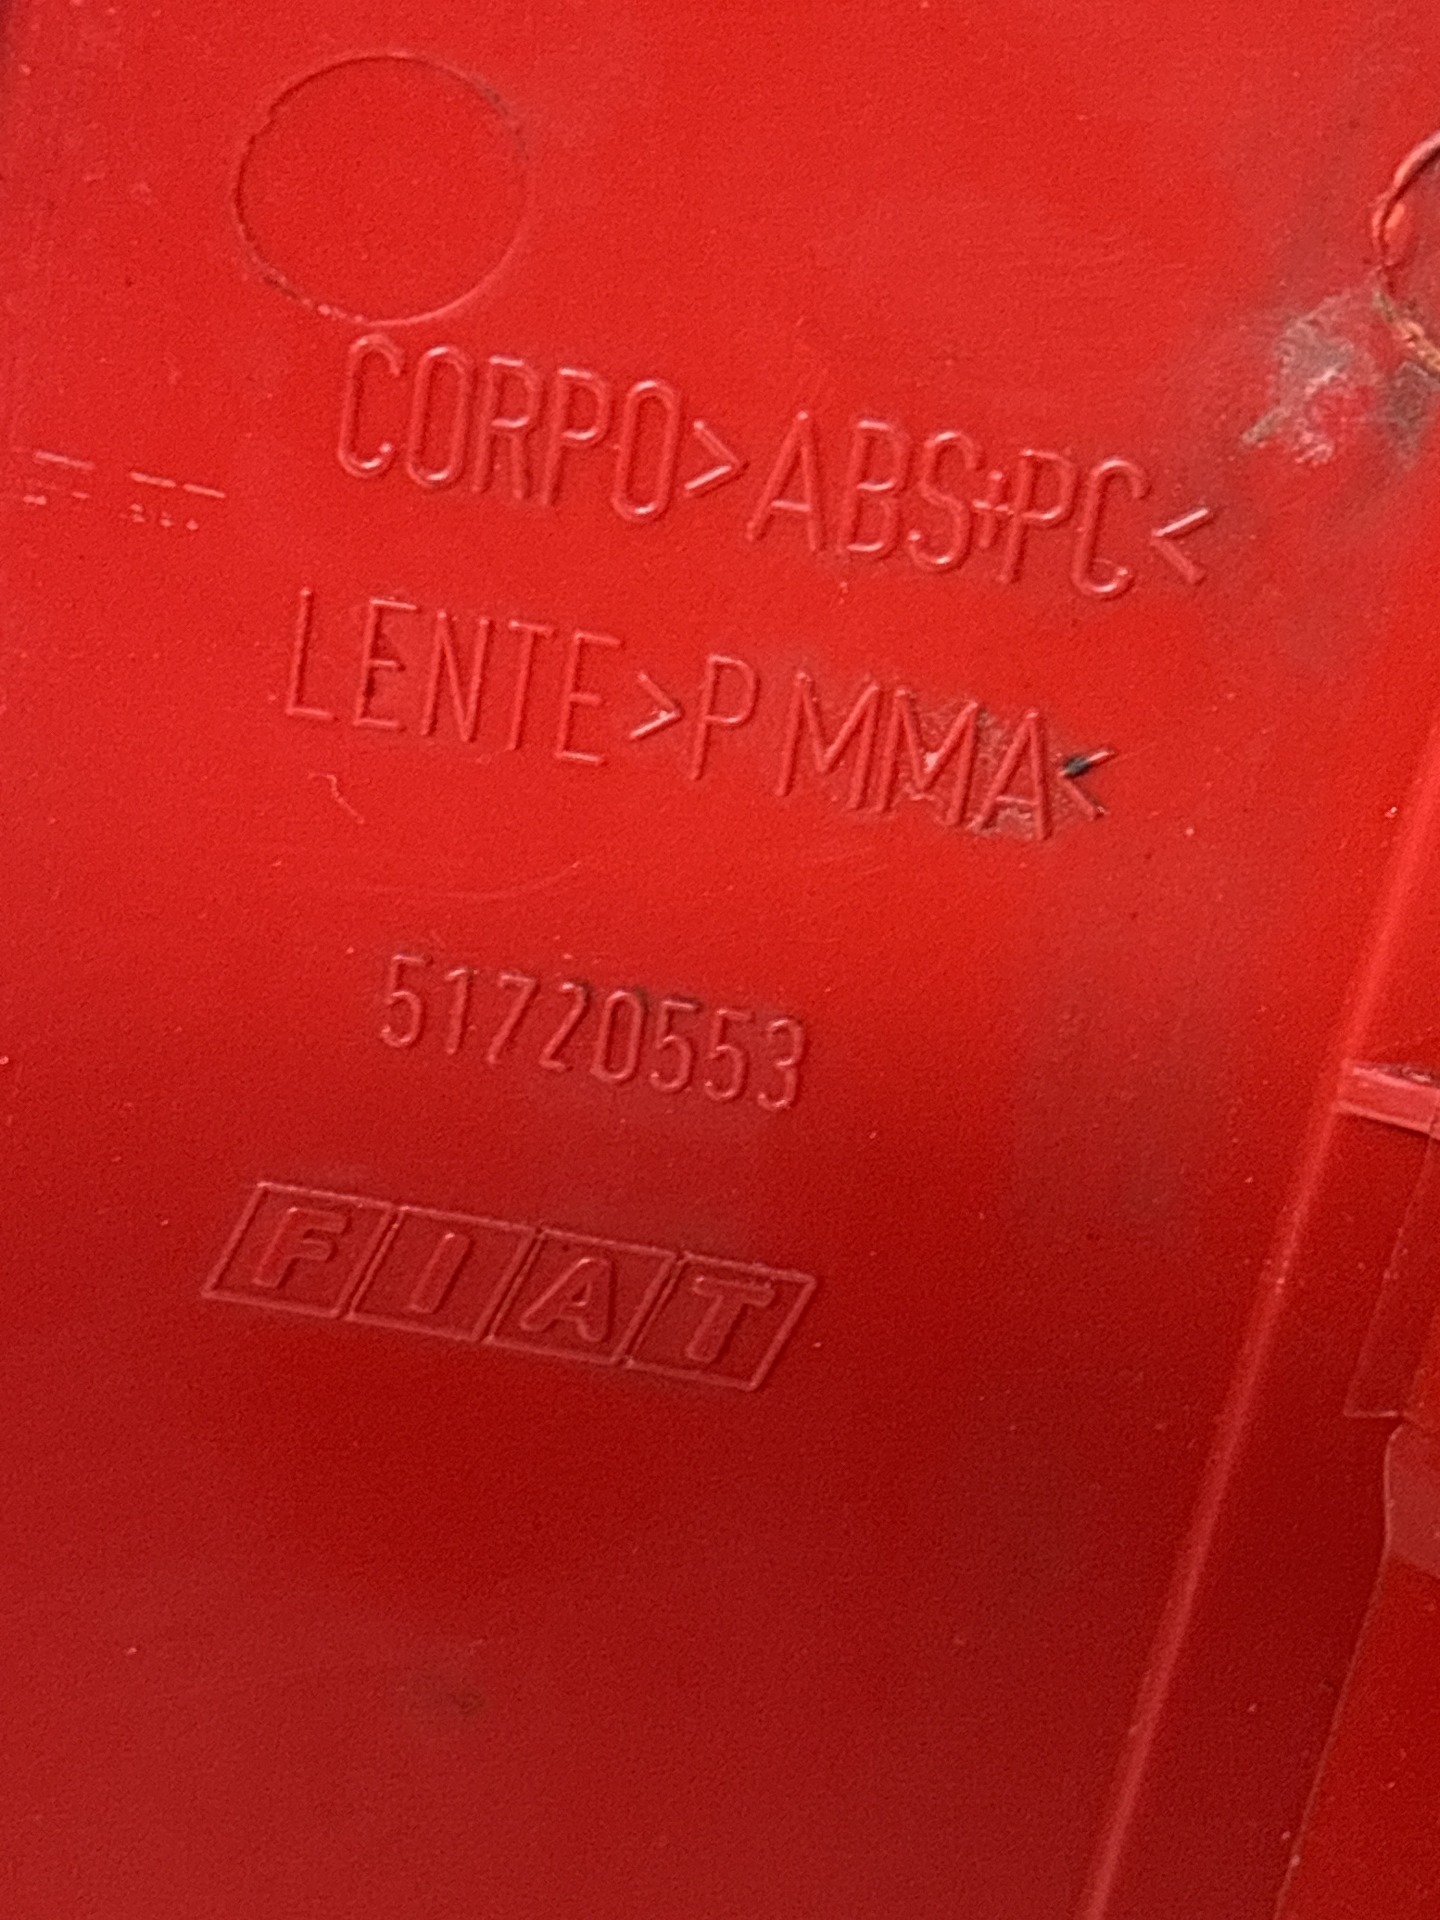 CORPO>ABS+PC<
LENTE>PMMA<
51720553
FIAT